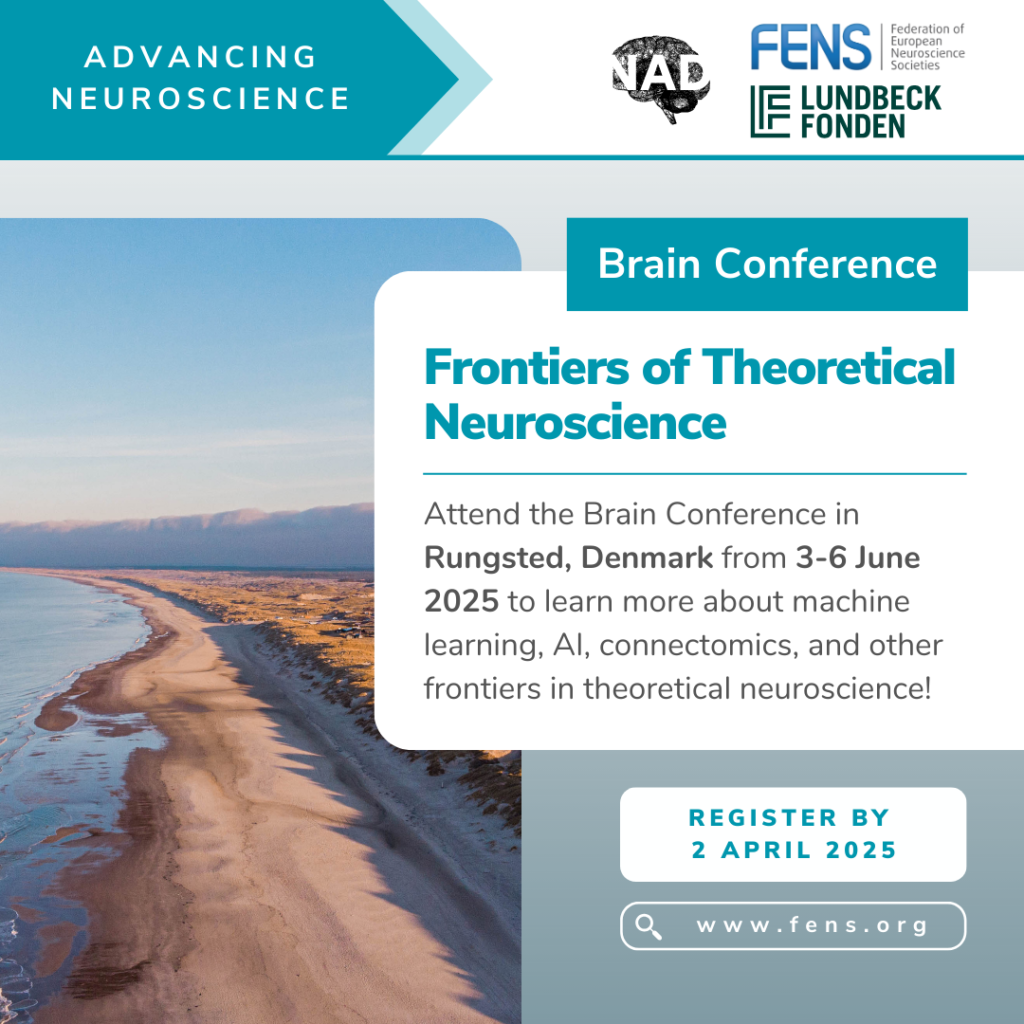 ADVANCING
NEUROSCIENCE
NAD
FENS
Federation of
European
Neuroscience
Societies
LUNDBECK
FONDEN
Brain Conference
Frontiers of Theoretical
Neuroscience
Attend the Brain Conference in
Rungsted, Denmark from 3-6 June
2025 to learn more about machine
learning, AI, connectomics, and other
frontiers in theoretical neuroscience!
REGISTER BY
2 APRIL 2025
www.fens.org